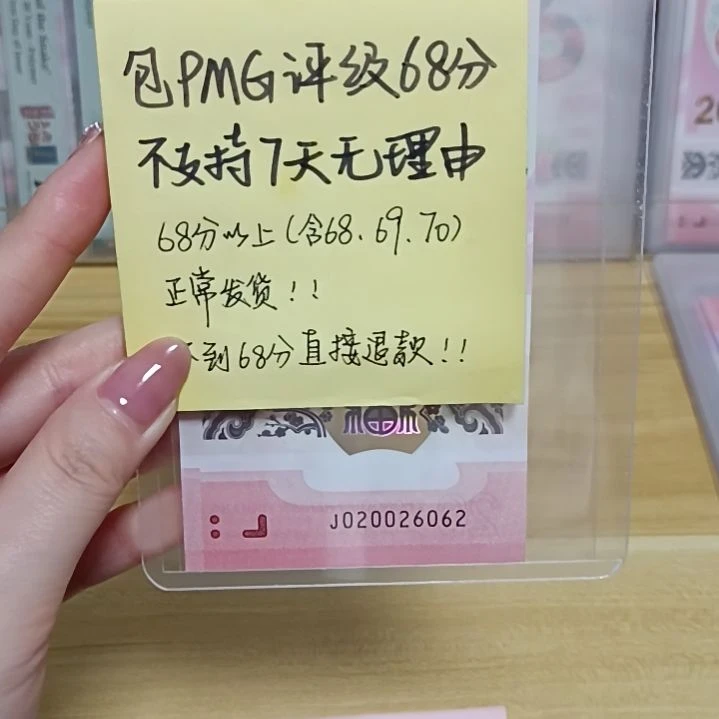 包PMG评级68分
不支持7天无理由
68分以上(含68.69.70)
正常发货!!
不到68分直接退款!!
J020026062